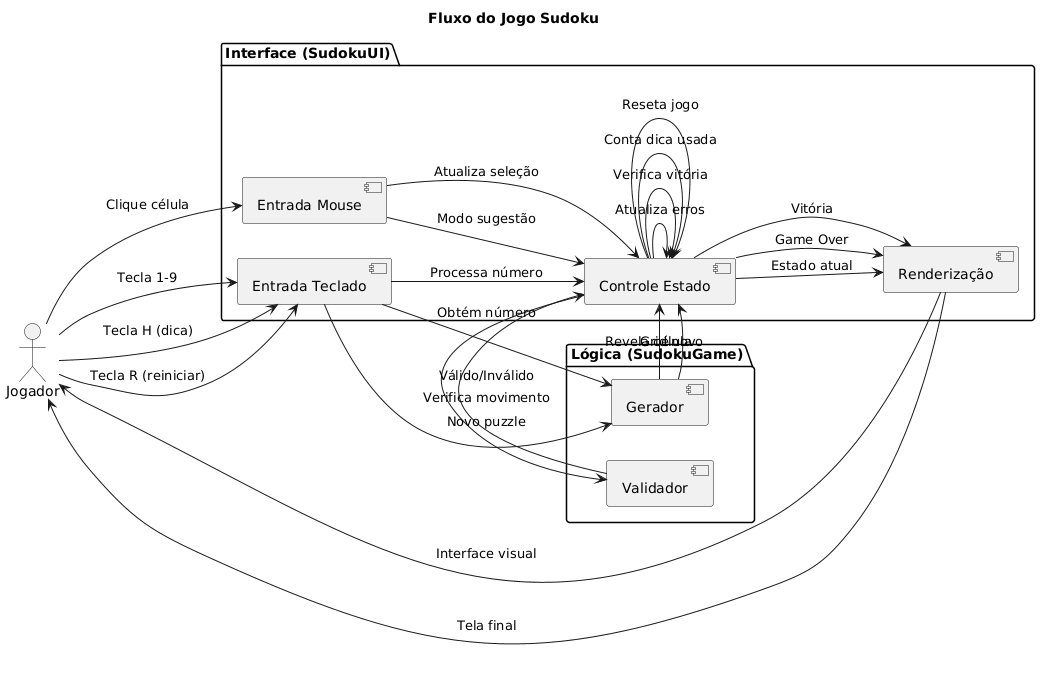 Fluxo do Jogo Sudoku
Interface (SudokuUI)
Reseta jogo
Conta dica usada
Verifica vitória
Atualiza erros
Clique célula
Entrada Mouse
Atualiza seleção
Modo sugestão
Vitória
Game Over
Estado atual
Renderização
Tecla 1-9
Entrada Teclado
Processa número
Controle Estado
Obtém número
Tecla H (dica)
Tecla R (reiniciar)
Jogador
Revela célula
Grid novo
Lógica (SudokuGame)
Válido/Inválido
Verifica movimento
Novo puzzle
Gerador
Validador
Interface visual
Tela final